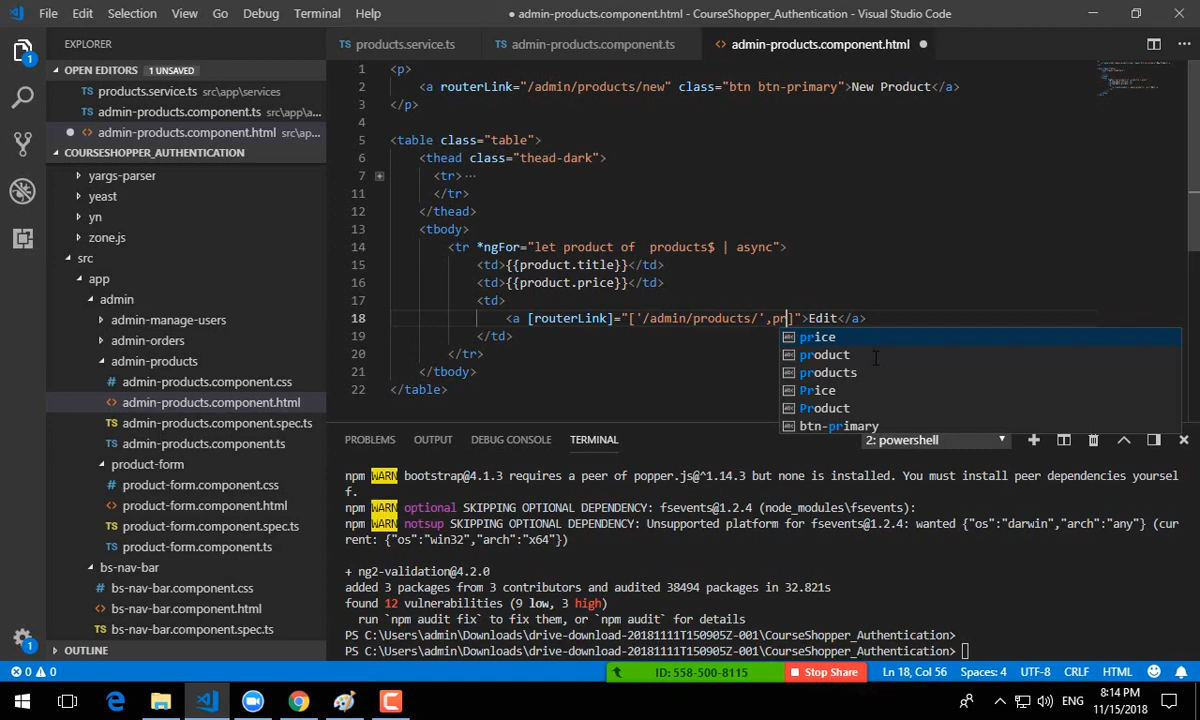 File Edit Selection View Go Debug Terminal Help
● admin-products.component.html - CourseShopper_Authentication - Visual Studio Code
EXPLORER
OPEN EDITORS 1 UNSAVED
TS products.service.ts src\app\services
TS admin-products.component.ts src\app\a...
● <> admin-products.component.html src\ap...
COURSESHOPPER_AUTHENTICATION
yargs-parser
yeast
yn
zone.js
src
app
admin
admin-manage-users
admin-orders
admin-products
# admin-products.component.css
<> admin-products.component.html
TS admin-products.component.spec.ts
TS admin-products.component.ts
product-form
# product-form.component.css
<> product-form.component.html
TS product-form.component.spec.ts
TS product-form.component.ts
bs-nav-bar
# bs-nav-bar.component.css
<> bs-nav-bar.component.html
TS bs-nav-bar.component.spec.ts
OUTLINE
TS products.service.ts TS admin-products.component.ts <> admin-products.component.html ●
1 <p>
2 <a routerLink="/admin/products/new" class="btn btn-primary">New Product</a>
3 </p>
4
5 <table class="table">
6 <thead class="thead-dark">
7 <tr>···
11 </tr>
12 </thead>
13 <tbody>
14 <tr *ngFor="let product of  products$ | async">
15 <td>{{product.title}}</td>
16 <td>{{product.price}}</td>
17 <td>
18 <a [routerLink]="['/admin/products/',pr]">Edit</a>
19 </td>
20 </tr>
21 </tbody>
22 </table>
price
product
products
Price
Product
btn-primary
PROBLEMS OUTPUT DEBUG CONSOLE TERMINAL
2: powershell
npm WARN bootstrap@4.1.3 requires a peer of popper.js@^1.14.3 but none is installed. You must install peer dependencies yoursel
f.
npm WARN optional SKIPPING OPTIONAL DEPENDENCY: fsevents@1.2.4 (node_modules\fsevents):
npm WARN notsup SKIPPING OPTIONAL DEPENDENCY: Unsupported platform for fsevents@1.2.4: wanted {"os":"darwin","arch":"any"} (cur
rent: {"os":"win32","arch":"x64"})
+ ng2-validation@4.2.0
added 3 packages from 3 contributors and audited 38494 packages in 32.821s
found 12 vulnerabilities (9 low, 3 high)
run `npm audit fix` to fix them, or `npm audit` for details
PS C:\Users\admin\Downloads\drive-download-20181111T150905Z-001\CourseShopper_Authentication>
PS C:\Users\admin\Downloads\drive-download-20181111T150905Z-001\CourseShopper_Authentication>
0 0
ID: 558-500-8115 Stop Share
Ln 18, Col 56 Spaces: 4 UTF-8 CRLF HTML
1
1
ENG
8:14 PM
11/15/2018